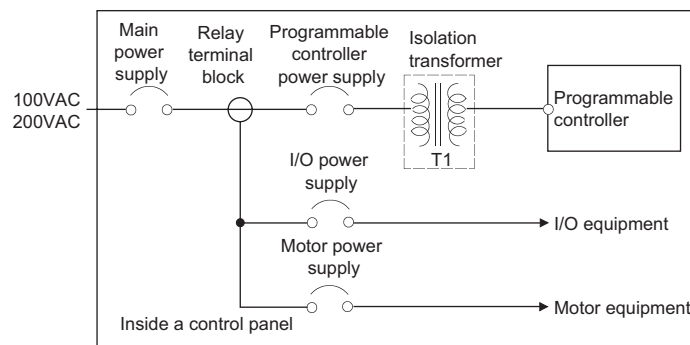 Main
power
supply
Relay
terminal
block
Programmable
controller
power supply
Isolation
transformer
100VAC
200VAC
Programmable
controller
T1
I/O power
supply
I/O equipment
Motor power
supply
Motor equipment
Inside a control panel